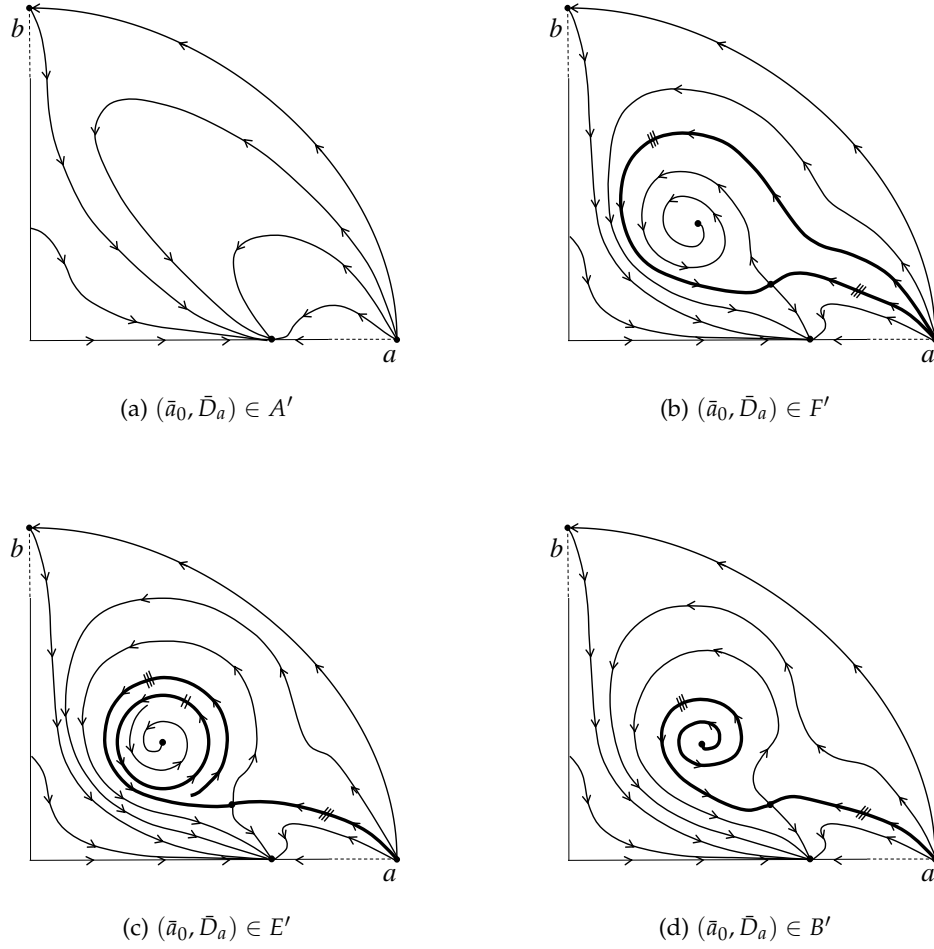 b
b
a
a
(a) (ā₀, D̄ₐ) ∈ A′
(b) (ā₀, D̄ₐ) ∈ F′
b
b
a
a
(c) (ā₀, D̄ₐ) ∈ E′
(d) (ā₀, D̄ₐ) ∈ B′